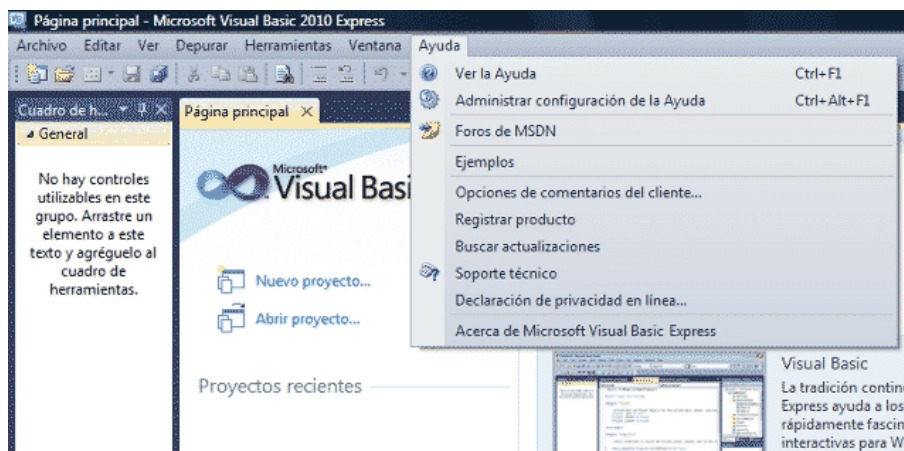 Página principal - Microsoft Visual Basic 2010 Express
Archivo Editar Ver Depurar Herramientas Ventana Ayuda
Cuadro de h...
General
No hay controles
utilizables en este
grupo. Arrastre un
elemento a este
texto y agréguelo al
cuadro de
herramientas.
Página principal
Microsoft®
Visual Basi
Nuevo proyecto...
Abrir proyecto...
Proyectos recientes
Ver la Ayuda Ctrl+F1
Administrar configuración de la Ayuda Ctrl+Alt+F1
Foros de MSDN
Ejemplos
Opciones de comentarios del cliente...
Registrar producto
Buscar actualizaciones
Soporte técnico
Declaración de privacidad en línea...
Acerca de Microsoft Visual Basic Express
Visual Basic
La tradición continu
Express ayuda a los
rápidamente fascin
interactivas para W